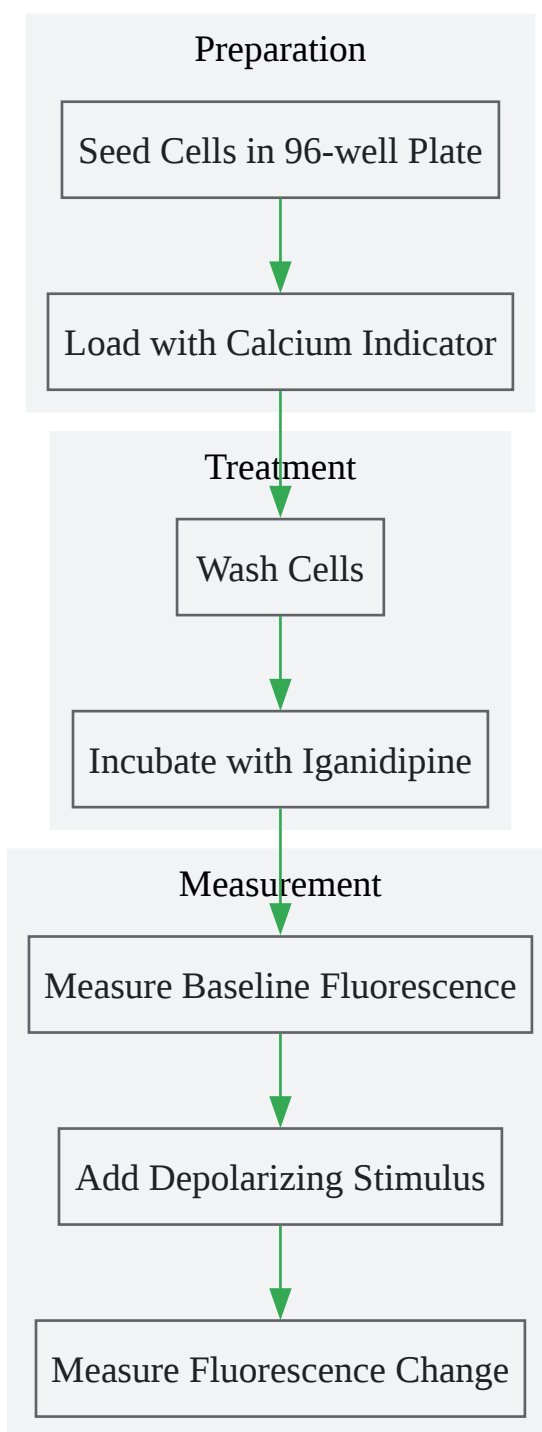 Preparation
Seed Cells in 96-well Plate
Load with Calcium Indicator
Treatment
Wash Cells
Incubate with Iganidipine
Measurement
Measure Baseline Fluorescence
Add Depolarizing Stimulus
Measure Fluorescence Change